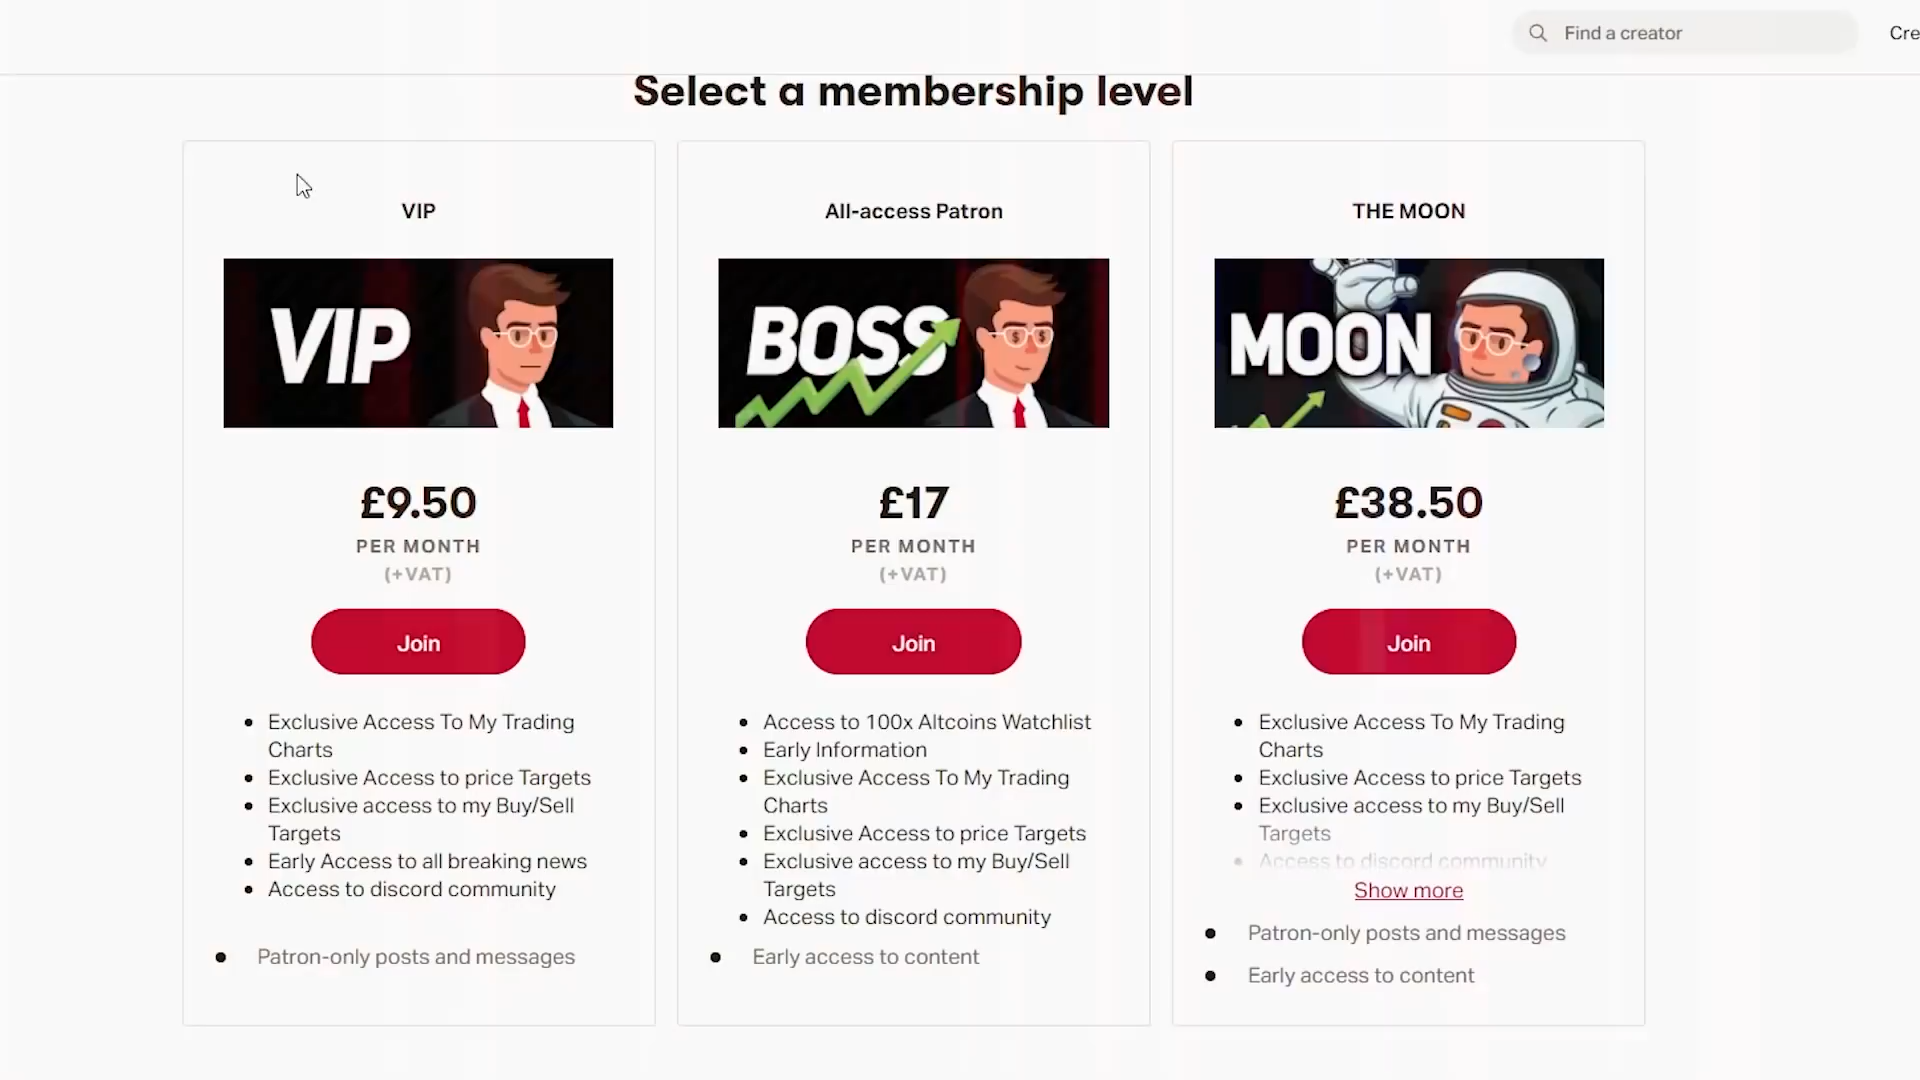 Find a creator
Cre
Select a membership level
VIP
VIP
£9.50
PER MONTH
(+VAT)
Join
Exclusive Access To My Trading
Charts
Exclusive Access to price Targets
Exclusive access to my Buy/Sell
Targets
Early Access to all breaking news
Access to discord community
Patron-only posts and messages
All-access Patron
BOSS
£17
PER MONTH
(+VAT)
Join
Access to 100x Altcoins Watchlist
Early Information
Exclusive Access To My Trading
Charts
Exclusive Access to price Targets
Exclusive access to my Buy/Sell
Targets
Access to discord community
Early access to content
THE MOON
MOON
£38.50
PER MONTH
(+VAT)
Join
Exclusive Access To My Trading
Charts
Exclusive Access to price Targets
Exclusive access to my Buy/Sell
Targets
Access to discord community
Show more
Patron-only posts and messages
Early access to content